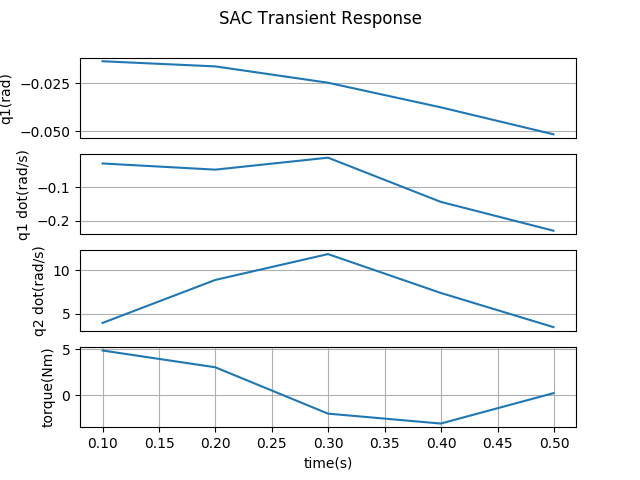 SAC Transient Response
q1(rad)
−0.025
−0.050
q1 dot(rad/s)
−0.1
−0.2
q2 dot(rad/s)
10
5
torque(Nm)
5
0
0.10 0.15 0.20 0.25 0.30 0.35 0.40 0.45 0.50
time(s)